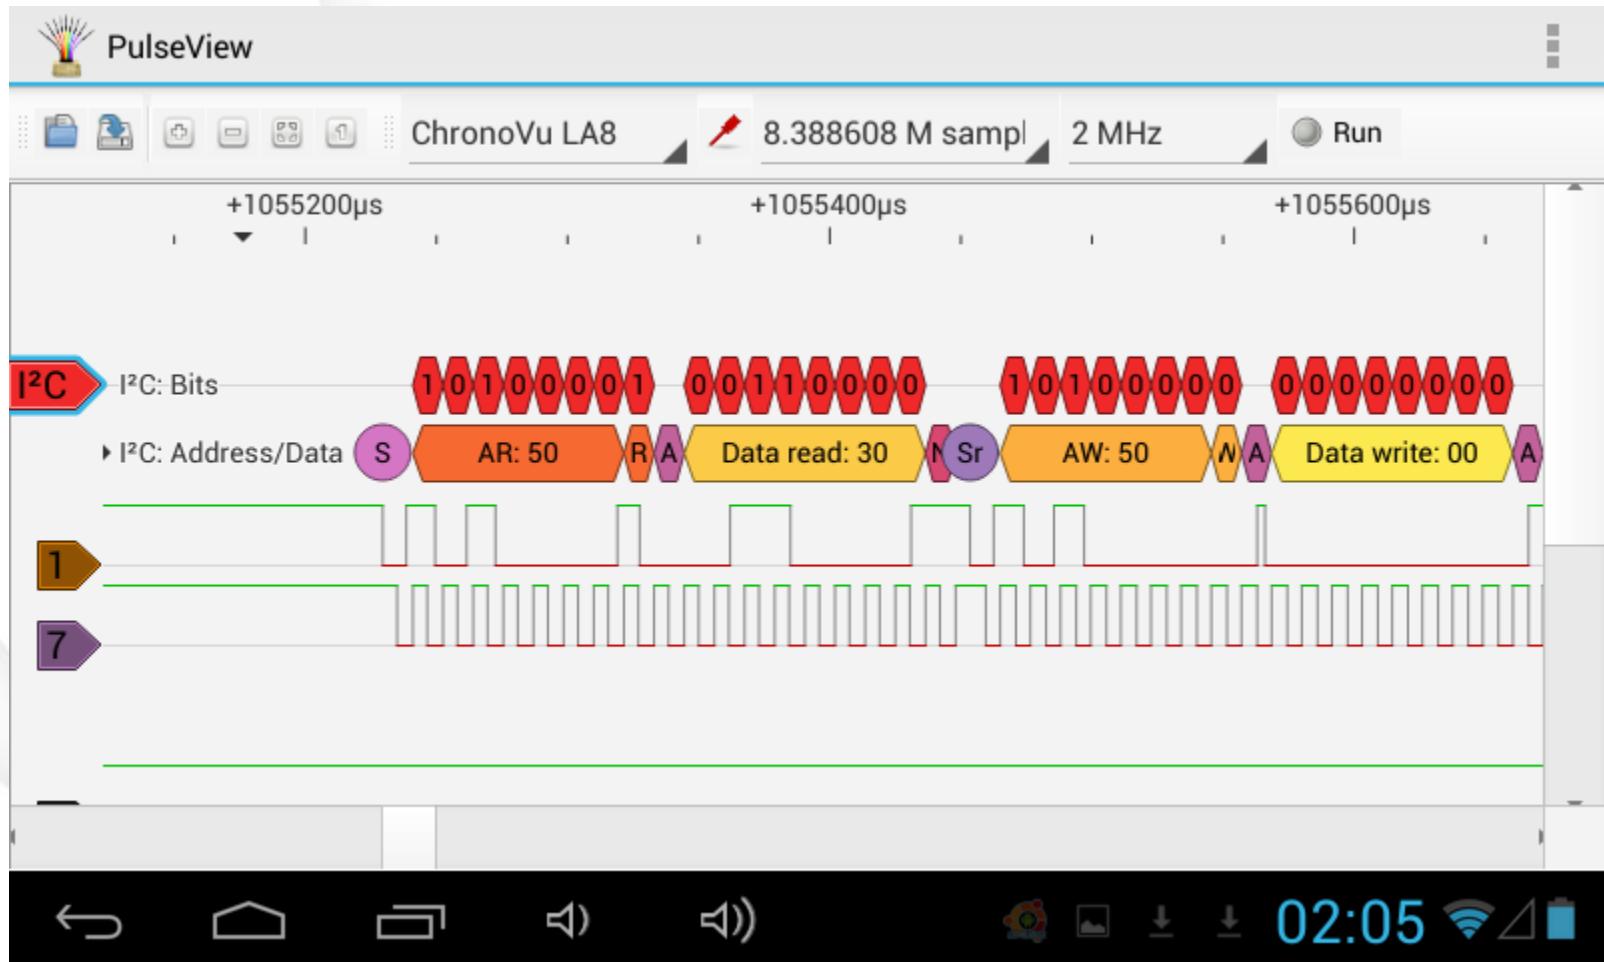 PulseView
ChronoVu LA8 8.388608 M sampl 2 MHz Run
+1055200µs +1055400µs +1055600µs
I²C I²C: Bits 1 0 1 0 0 0 0 1 0 0 1 1 0 0 0 0 1 0 1 0 0 0 0 0 0 0 0 0 0 0 0 0
I²C: Address/Data S AR: 50 R A Data read: 30 N Sr AW: 50 W A Data write: 00 A
1
7
02:05